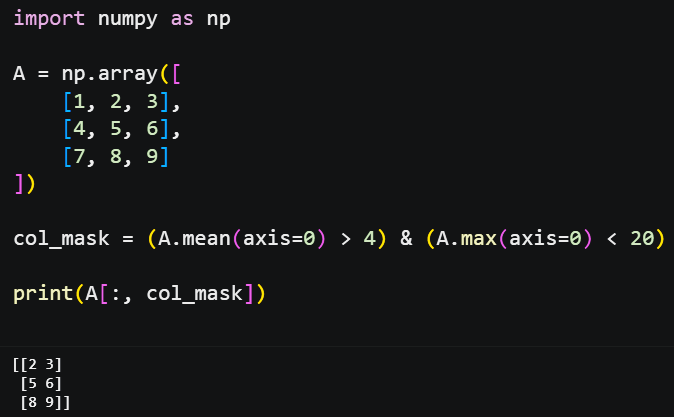 import numpy as np
A = np.array([
    [1, 2, 3],
    [4, 5, 6],
    [7, 8, 9]
])
col_mask = (A.mean(axis=0) > 4) & (A.max(axis=0) < 20)
print(A[:, col_mask])
[[2 3]
 [5 6]
 [8 9]]